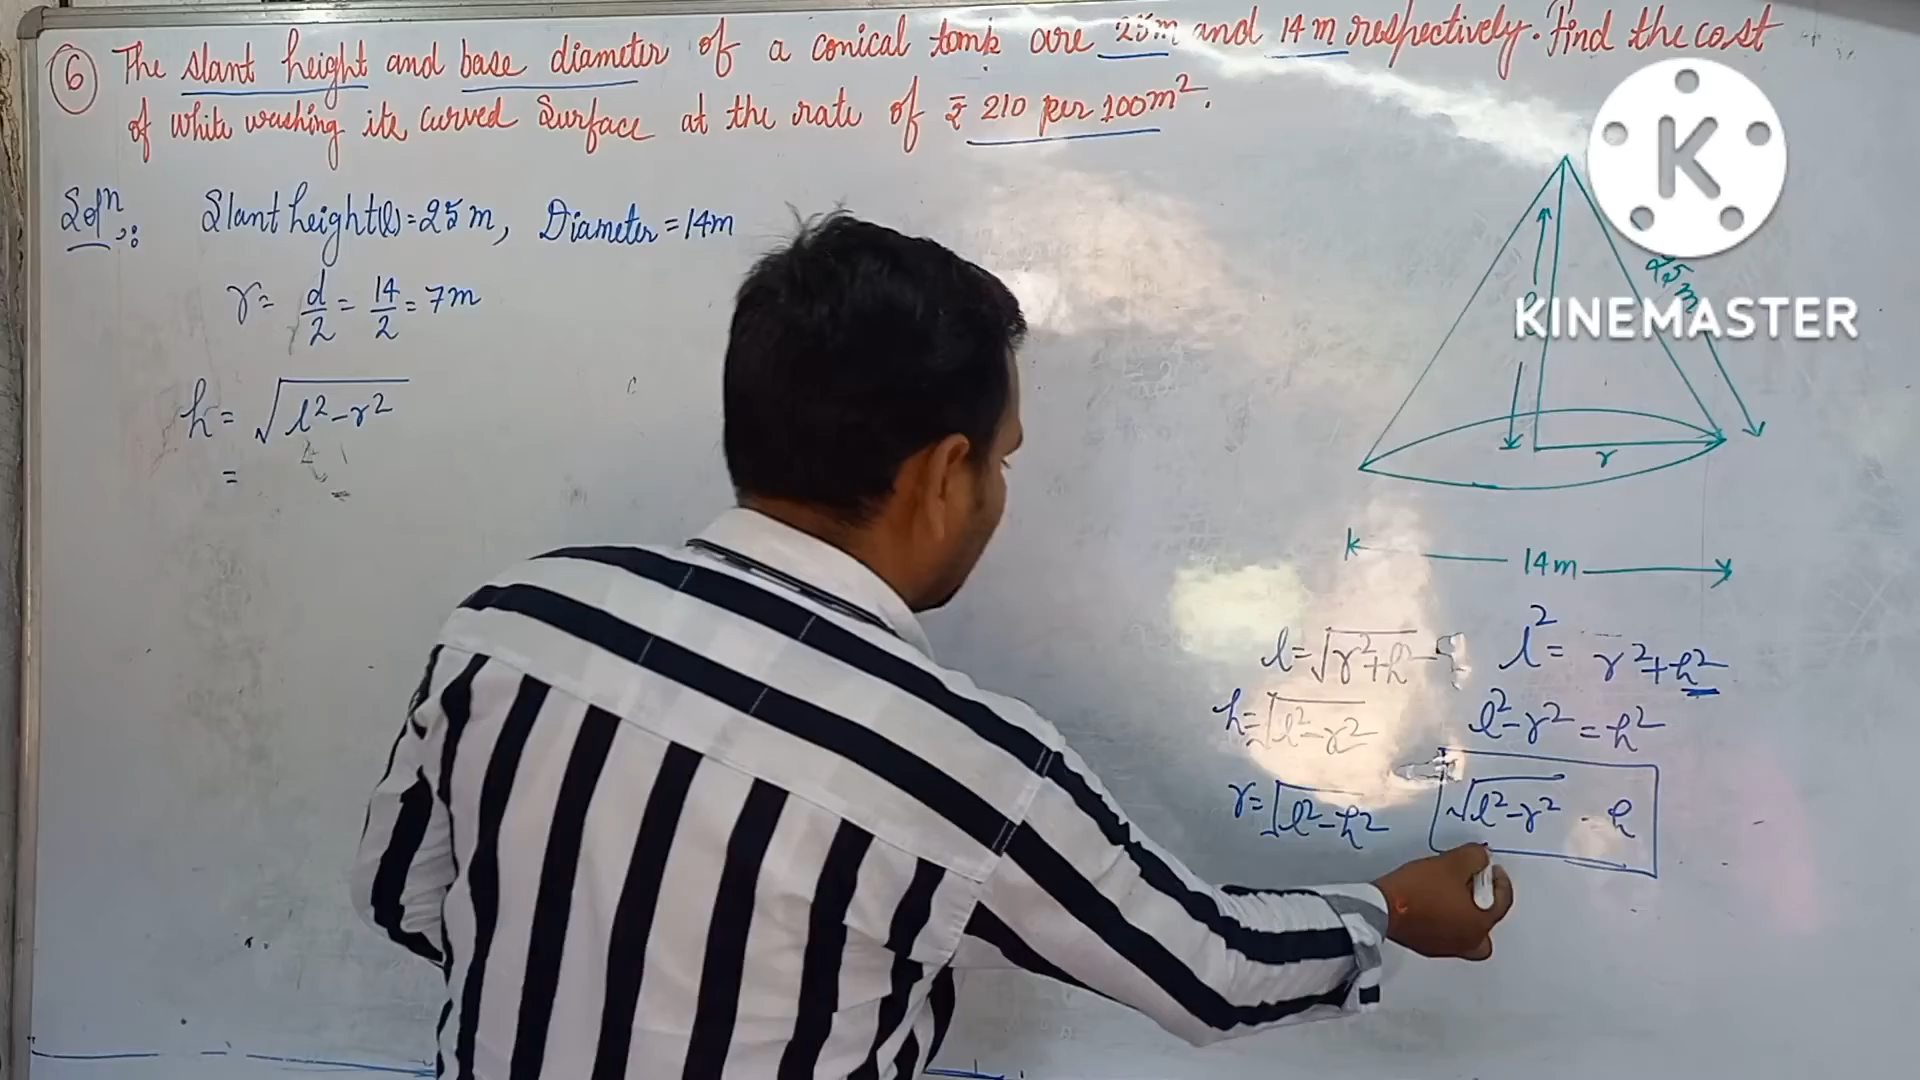 6 The slant height and base diameter of a conical tomb are 25m and 14 m respectively. Find the cost
of white washing its curved Surface at the rate of ₹ 210 per 100m².
Solⁿ:
Slant height(l) = 25 m, Diameter = 14m
r = d/2 = 14/2 = 7m
h = √l²-r²
=
K
KINEMASTER
25m
r
14m
l = √r²+h²
l² = r²+h²
h = √l²-r²
l²-r² = h²
r = √l²-h²
√l²-r² = h